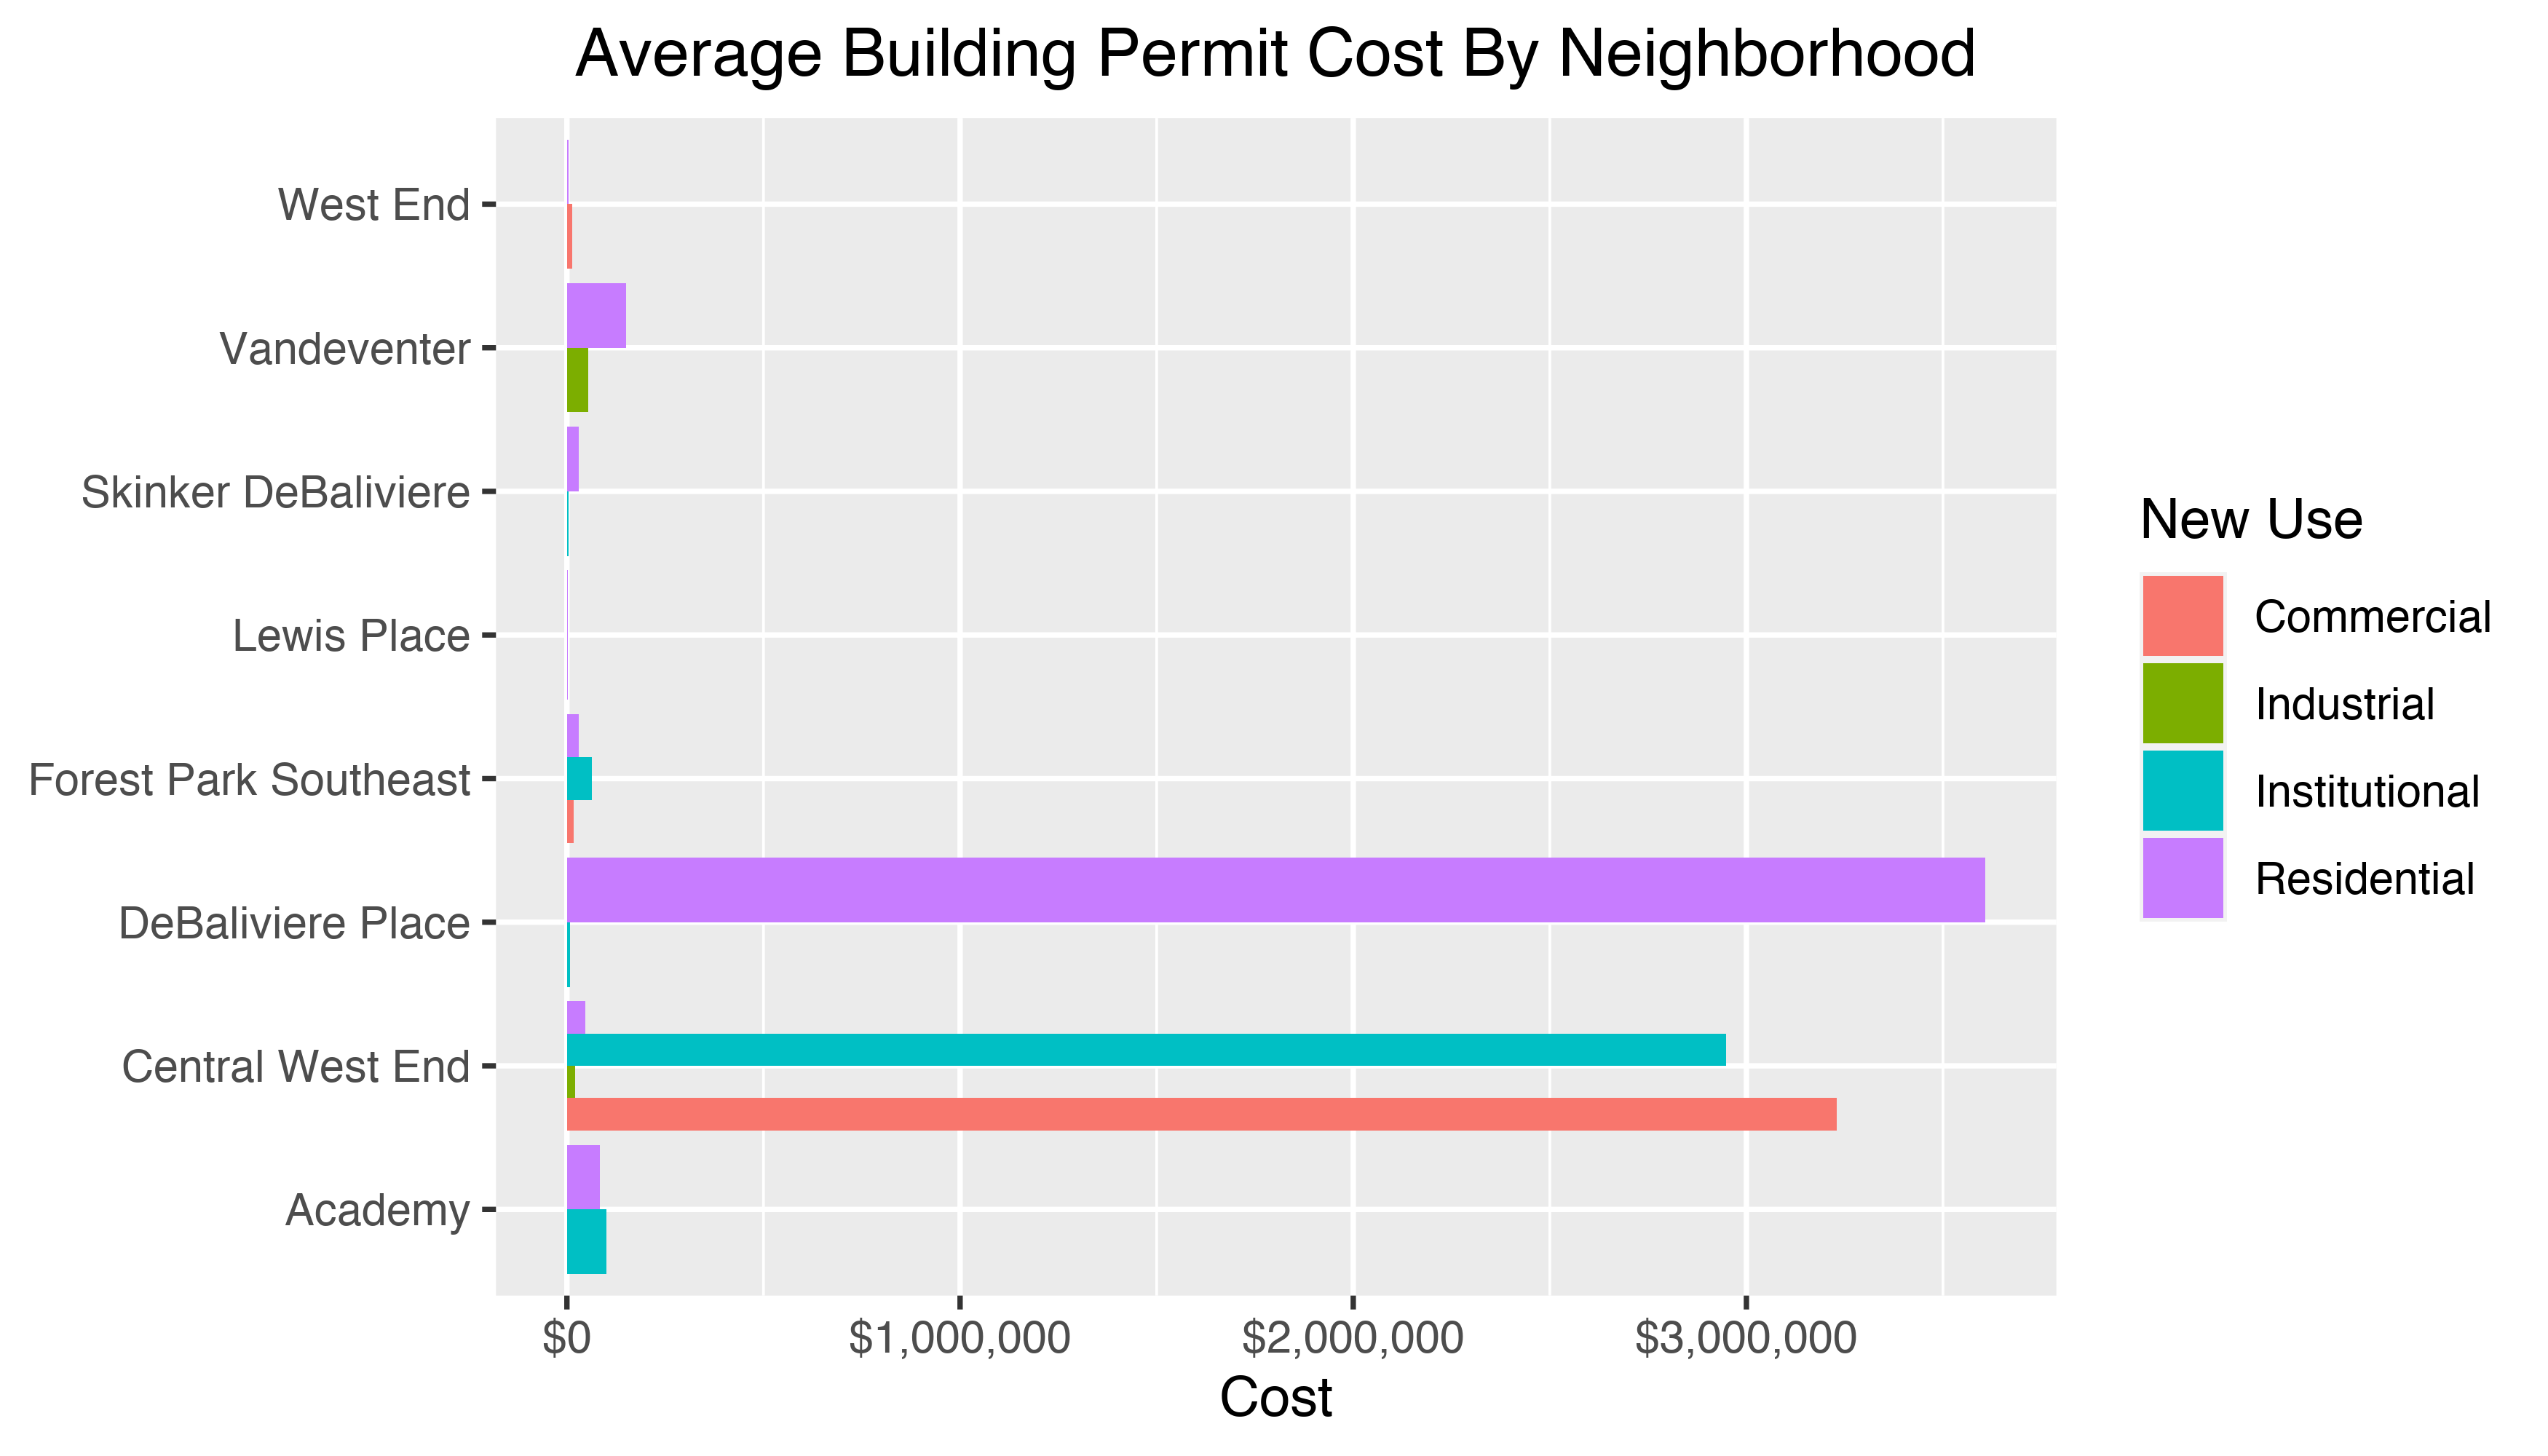 Average Building Permit Cost By Neighborhood
West End
Vandeventer
Skinker DeBaliviere
Lewis Place
Forest Park Southeast
DeBaliviere Place
Central West End
Academy
$0 $1,000,000 $2,000,000 $3,000,000
Cost
New Use
Commercial
Industrial
Institutional
Residential